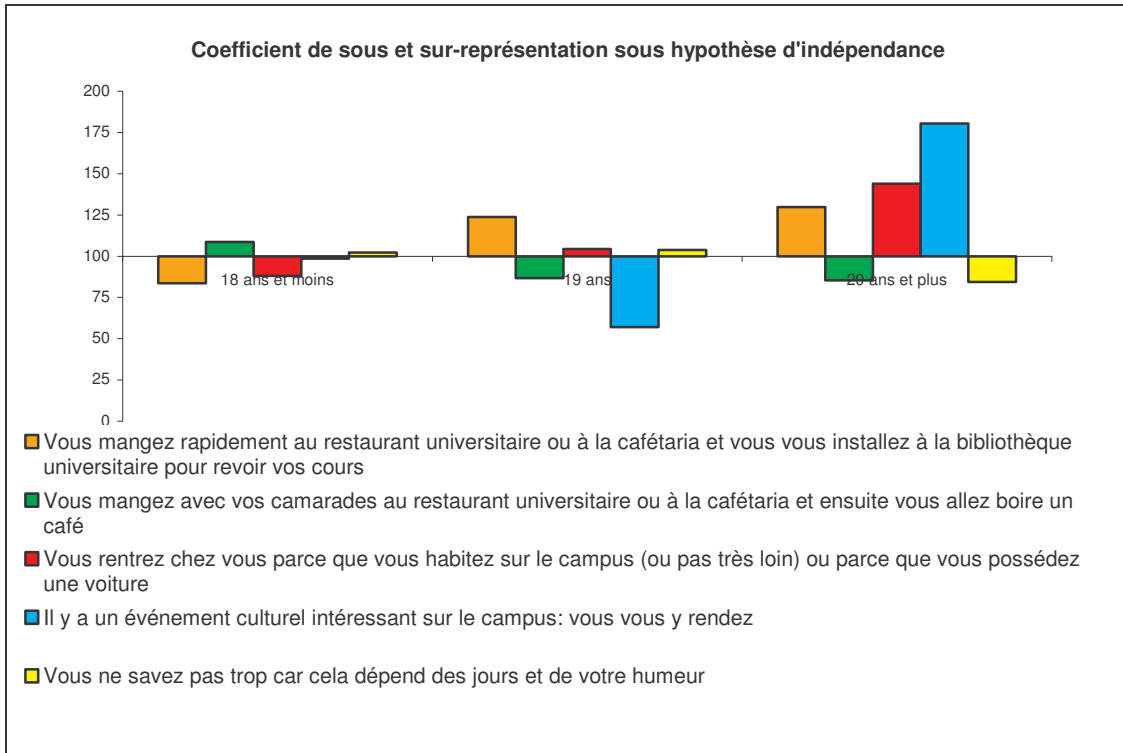 Coefficient de sous et sur-représentation sous hypothèse d'indépendance
200
175
150
125
100
75
50
25
0
18 ans et moins
19 ans
20 ans et plus
Vous mangez rapidement au restaurant universitaire ou à la cafétaria et vous vous installez à la bibliothèque
universitaire pour revoir vos cours
Vous mangez avec vos camarades au restaurant universitaire ou à la cafétaria et ensuite vous allez boire un
café
Vous rentrez chez vous parce que vous habitez sur le campus (ou pas très loin) ou parce que vous possédez
une voiture
Il y a un événement culturel intéressant sur le campus: vous vous y rendez
Vous ne savez pas trop car cela dépend des jours et de votre humeur